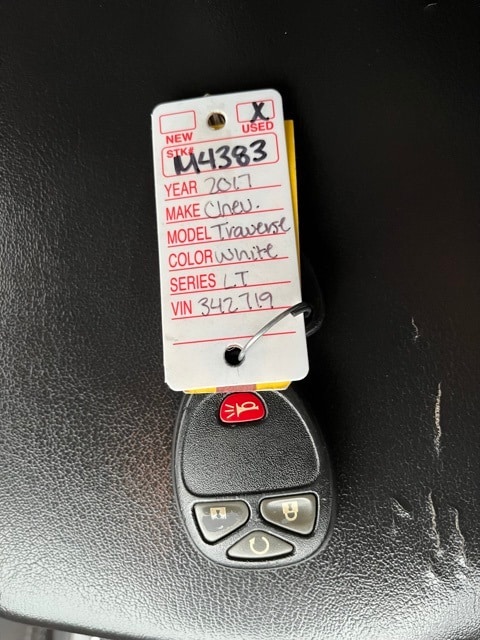 X
NEW USED
STK# M4383
YEAR 2017
MAKE Chev.
MODEL Traverse
COLOR White
SERIES LT
VIN 342719